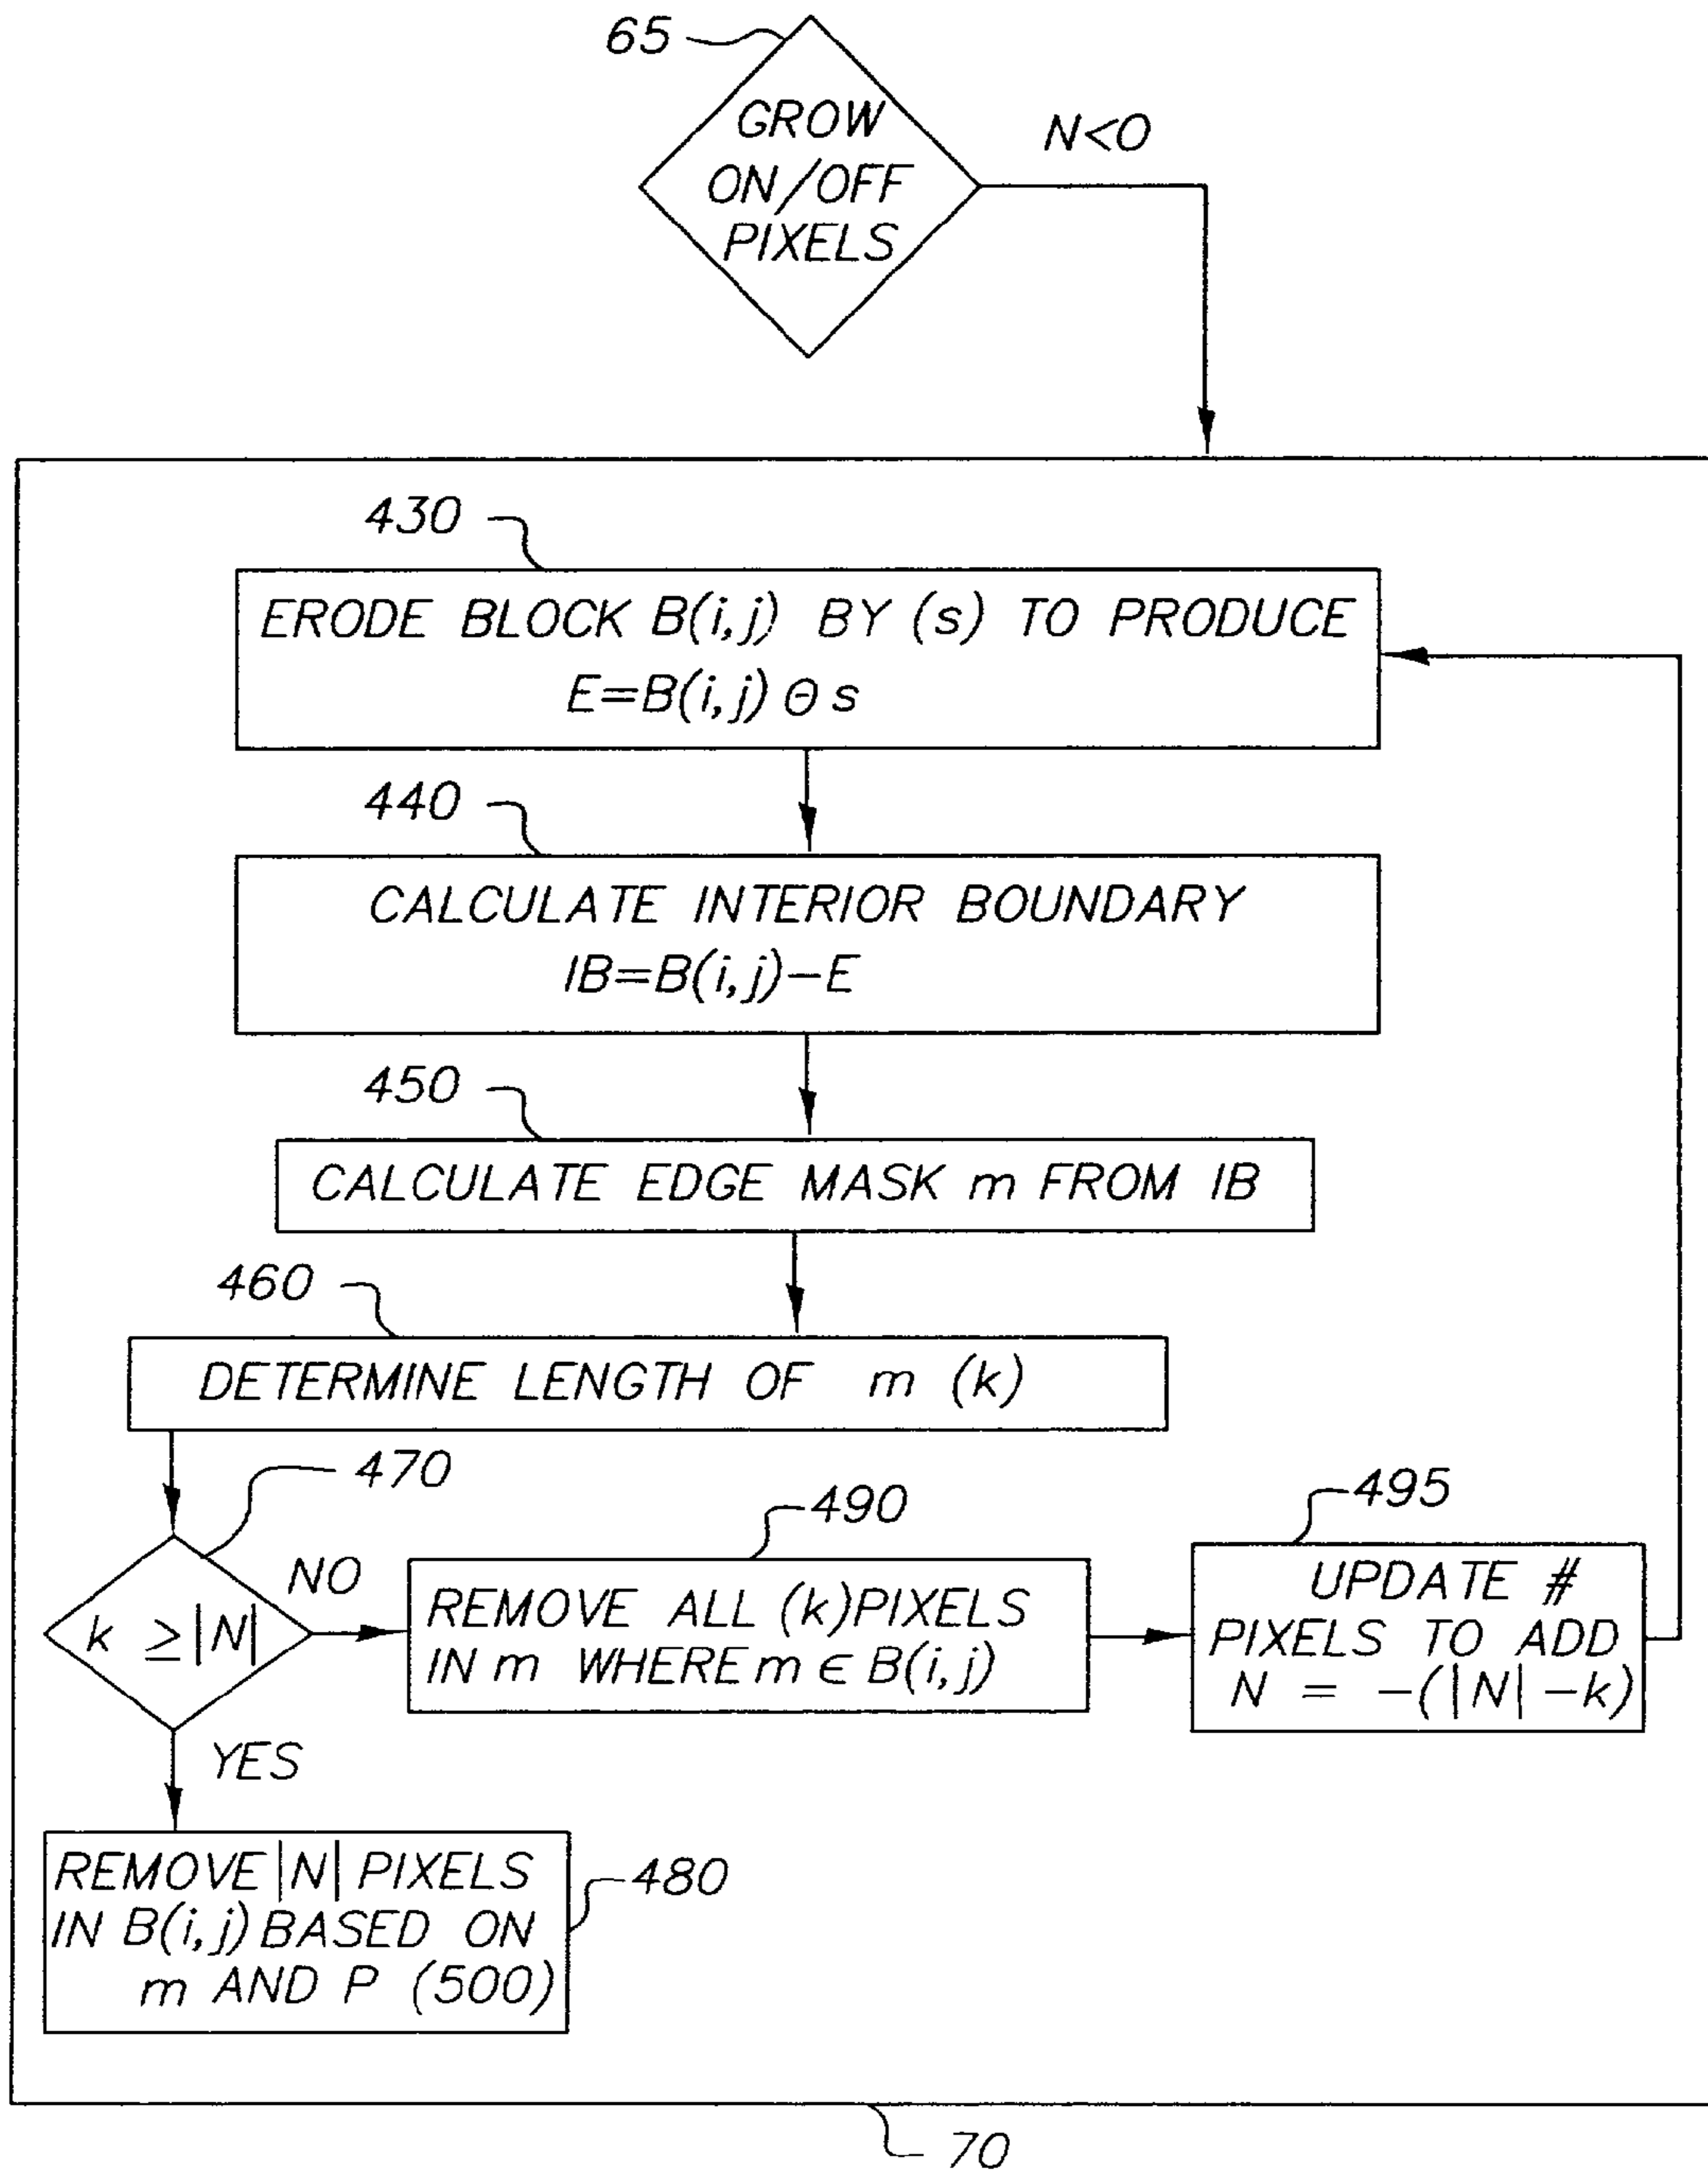 65
GROW
ON/OFF
PIXELS
N<0
430
ERODE BLOCK B(i,j) BY (s) TO PRODUCE
E=B(i,j) ⊖ s
440
CALCULATE INTERIOR BOUNDARY
IB=B(i,j)−E
450
CALCULATE EDGE MASK m FROM IB
460
DETERMINE LENGTH OF m (k)
470
k ≥|N|
NO
490
REMOVE ALL (k)PIXELS
IN m WHERE m ∈ B(i,j)
495
UPDATE #
PIXELS TO ADD
N = −(|N| −k)
YES
REMOVE |N| PIXELS
IN B(i,j) BASED ON
m AND P (500)
480
70